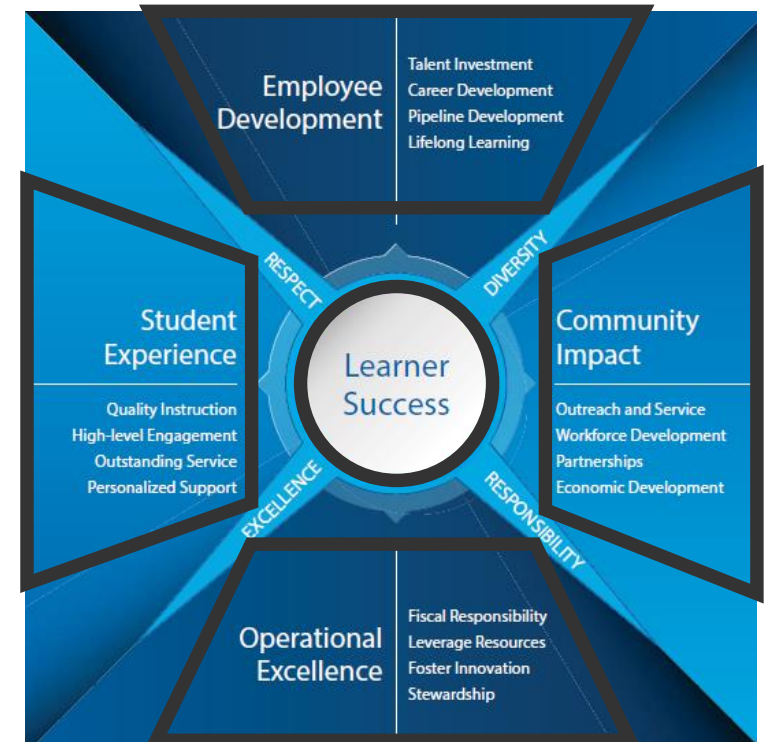 Employee
Development
Talent Investment
Career Development
Pipeline Development
Lifelong Learning
RESPECT
DIVERSITY
Student
Experience
Quality Instruction
High-level Engagement
Outstanding Service
Personalized Support
Learner
Success
Community
Impact
Outreach and Service
Workforce Development
Partnerships
Economic Development
EXCELLENCE
RESPONSIBILITY
Operational
Excellence
Fiscal Responsibility
Leverage Resources
Foster Innovation
Stewardship